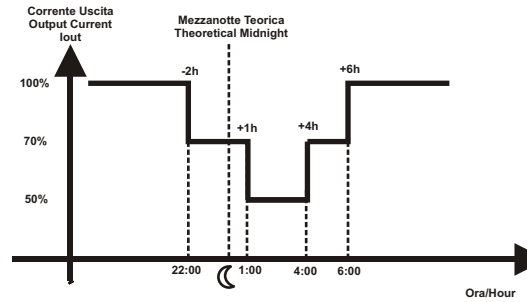 Corrente Uscita
Output Current
Iout
Mezzanotte Teorica
Theoretical Midnight
-2h
+6h
100%
+1h
+4h
70%
50%
22:00
1:00
4:00
6:00
Ora/Hour